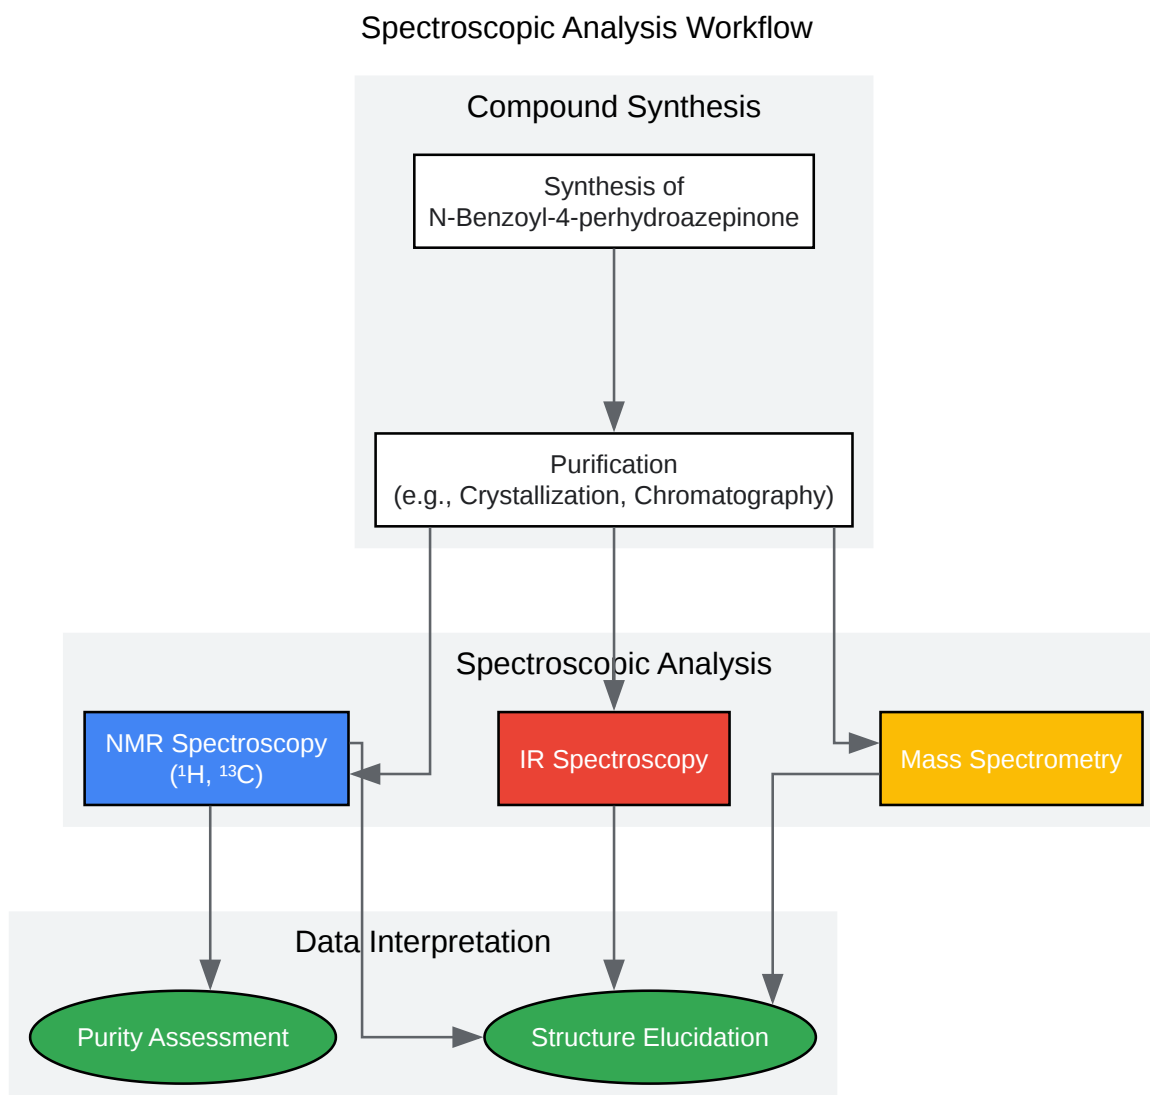 Spectroscopic Analysis Workflow
Compound Synthesis
Synthesis of
N-Benzoyl-4-perhydroazepinone
Purification
(e.g., Crystallization, Chromatography)
Spectroscopic Analysis
NMR Spectroscopy
(¹H, ¹³C)
IR Spectroscopy
Mass Spectrometry
Data Interpretation
Purity Assessment
Structure Elucidation